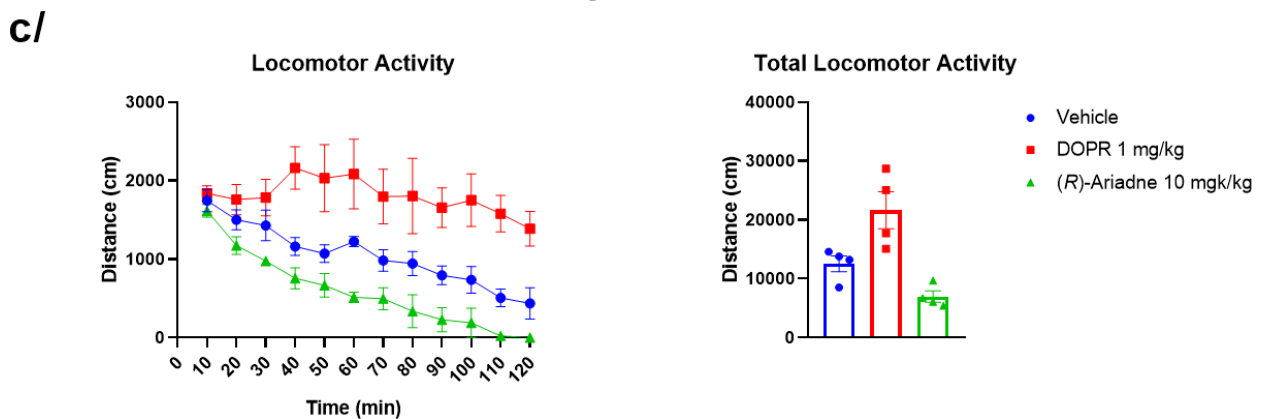 c/
Locomotor Activity
3000
2000
1000
0
Distance (cm)
0 10 20 30 40 50 60 70 80 90 100 110 120
Time (min)
Total Locomotor Activity
40000
30000
20000
10000
0
Distance (cm)
Vehicle
DOPR 1 mg/kg
(R)-Ariadne 10 mgk/kg